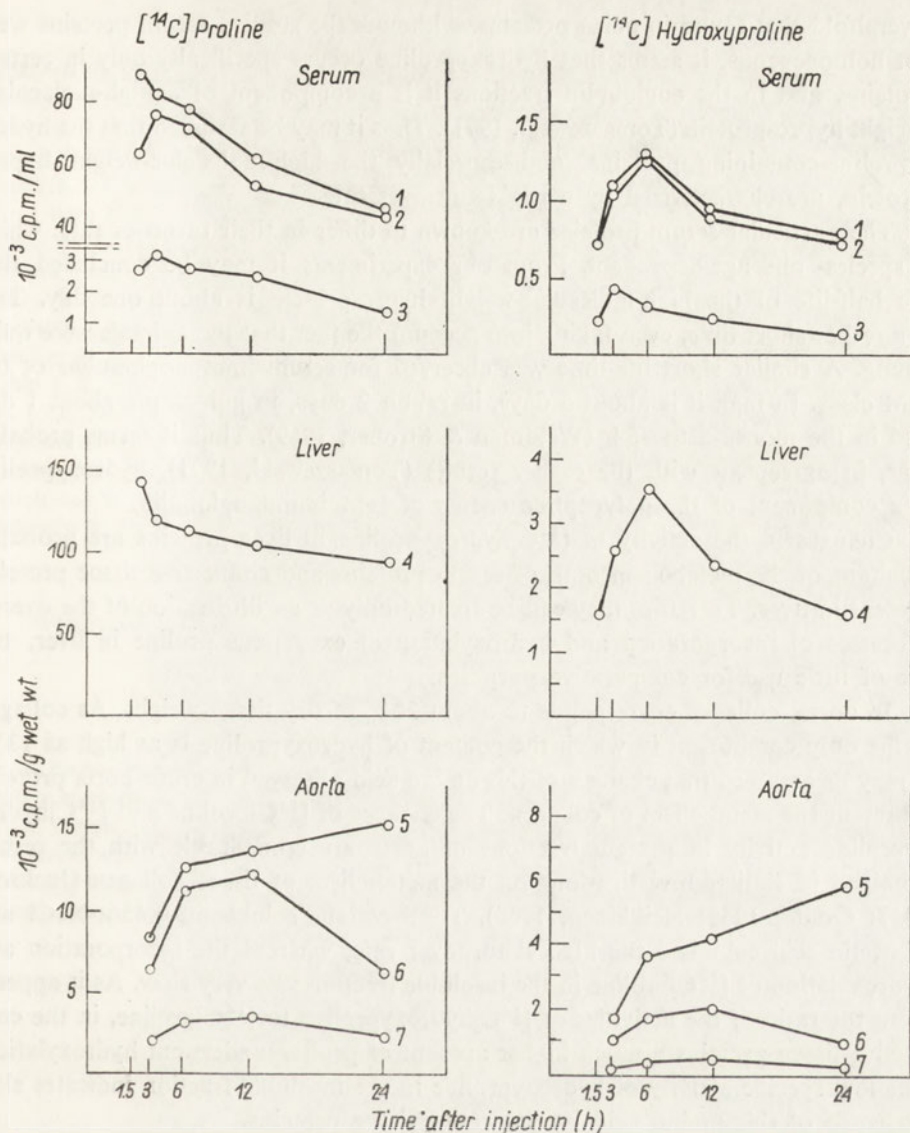 [¹⁴C] Proline
[¹⁴C] Hydroxyproline
Serum
Serum
80
60
40
3
2
1
10⁻³ c.p.m./ml
1
2
3
1.5
1.0
0.5
1
2
3
Liver
Liver
150
100
50
4
4
3
2
1
4
Aorta
Aorta
15
10
5
10⁻³ c.p.m./g wet wt
5
6
7
8
6
4
2
5
6
7
1.5 3 6 12 24
1.5 3 6 12 24
Time after injection (h)